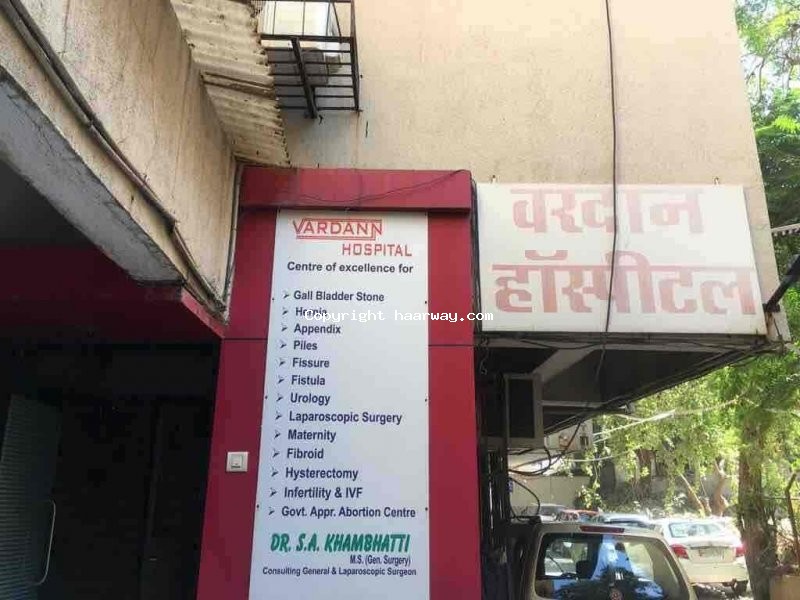 VARDANN
HOSPITAL
Centre of excellence for
➢ Gall Bladder Stone
➢ Hernia
➢ Appendix
➢ Piles
➢ Fissure
➢ Fistula
➢ Urology
➢ Laparoscopic Surgery
➢ Maternity
➢ Fibroid
➢ Hysterectomy
➢ Infertility & IVF
➢ Govt. Appr. Abortion Centre
DR. S.A. KHAMBHATTI
M.S. (Gen. Surgery)
Consulting General & Laparoscopic Surgeon
वरदान
हॉस्पीटल
Copyright haarway.com